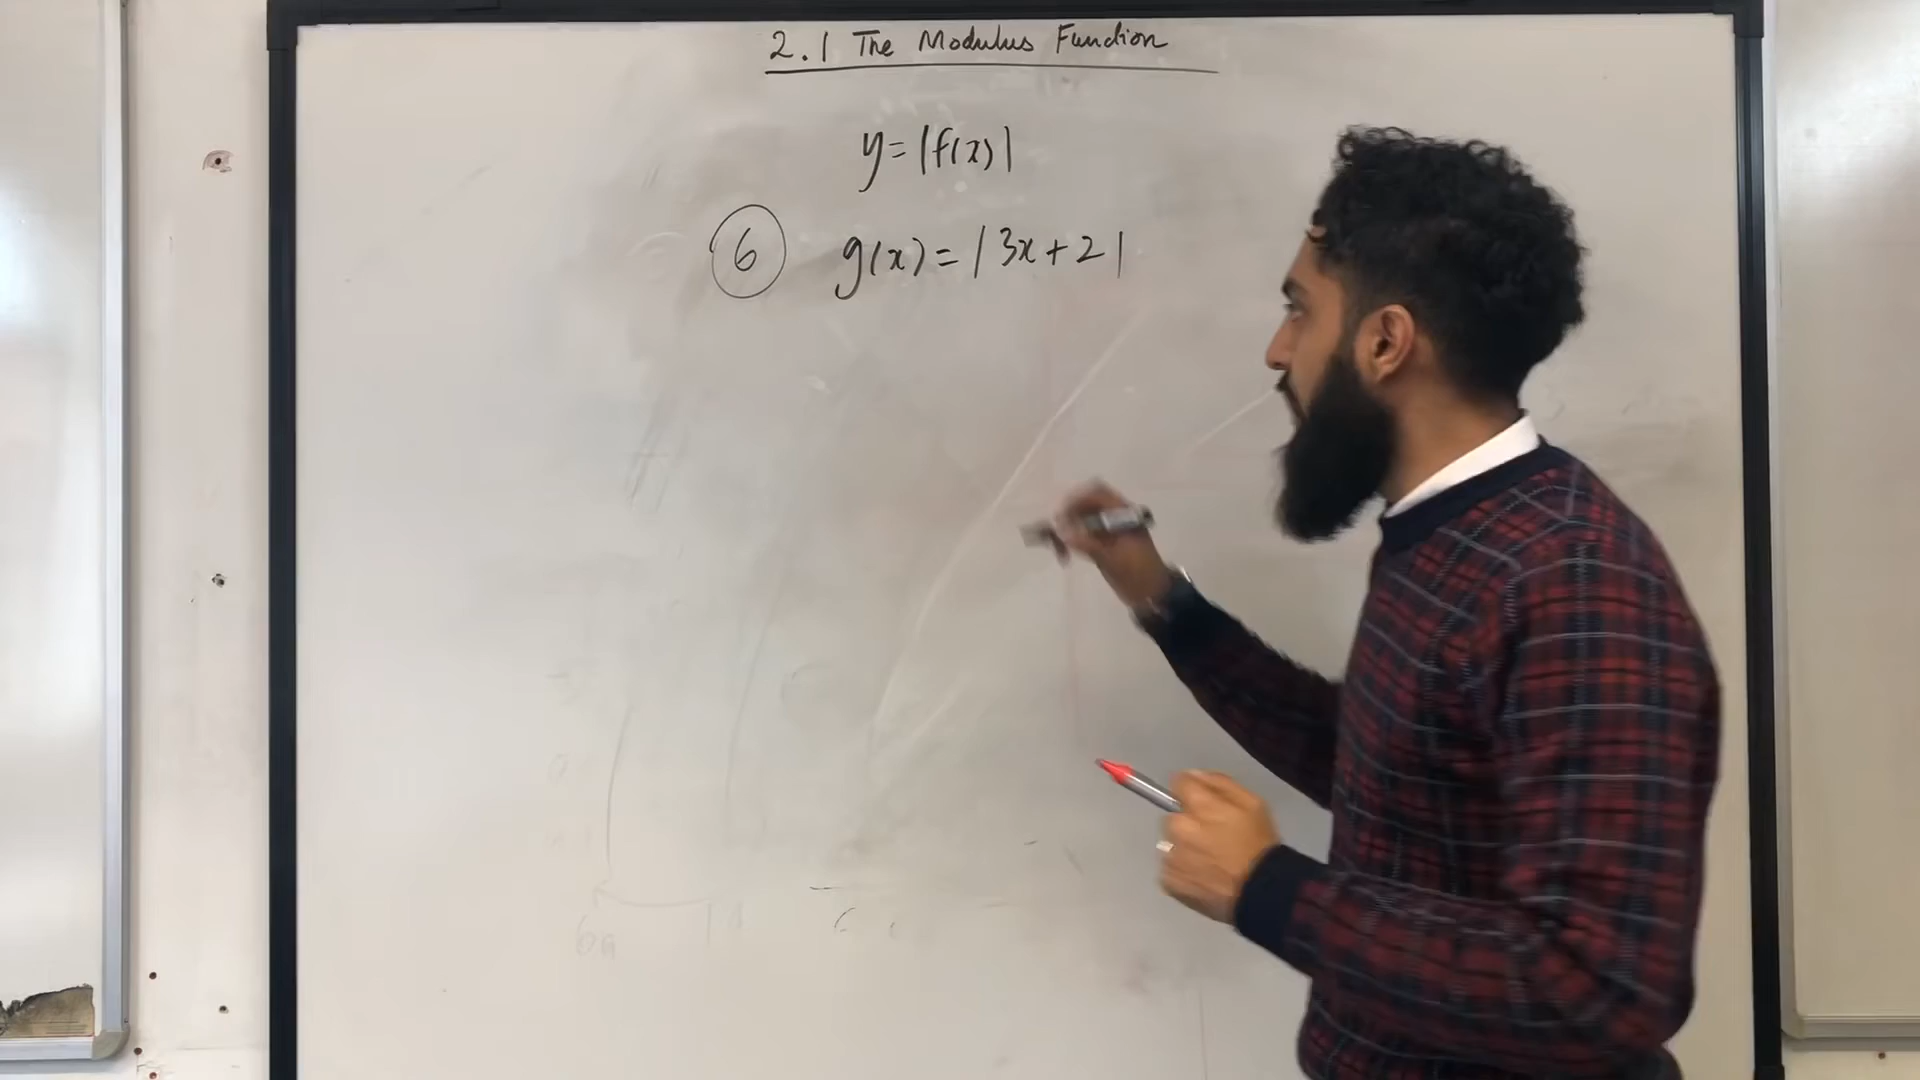 2.1 The Modulus Function
y = |f(x)|
6 g(x) = |3x + 2|